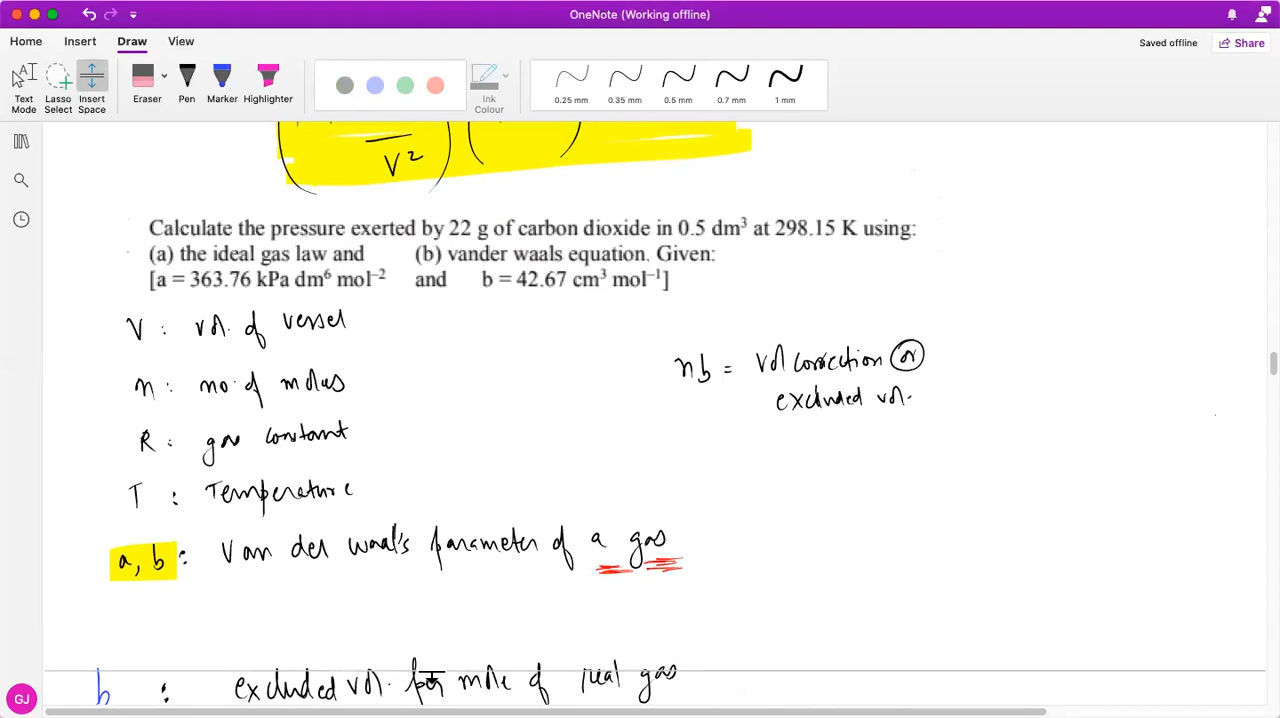 OneNote (Working offline)
Home Insert Draw View
Saved offline
Share
Text Mode
Lasso Select
Insert Space
Eraser
Pen
Marker
Highlighter
Ink Colour
0.25 mm 0.35 mm 0.5 mm 0.7 mm 1 mm
V²
Calculate the pressure exerted by 22 g of carbon dioxide in 0.5 dm³ at 298.15 K using:
(a) the ideal gas law and (b) vander waals equation. Given:
[a = 363.76 kPa dm⁶ mol⁻² and b = 42.67 cm³ mol⁻¹]
V : vol. of vessel
n : no. of moles
nb = vol correction or
excluded vol.
R : gas constant
T : Temperature
a, b : Van der waal's parameter of a gas
b : excluded vol. per mole of real gas
GJ